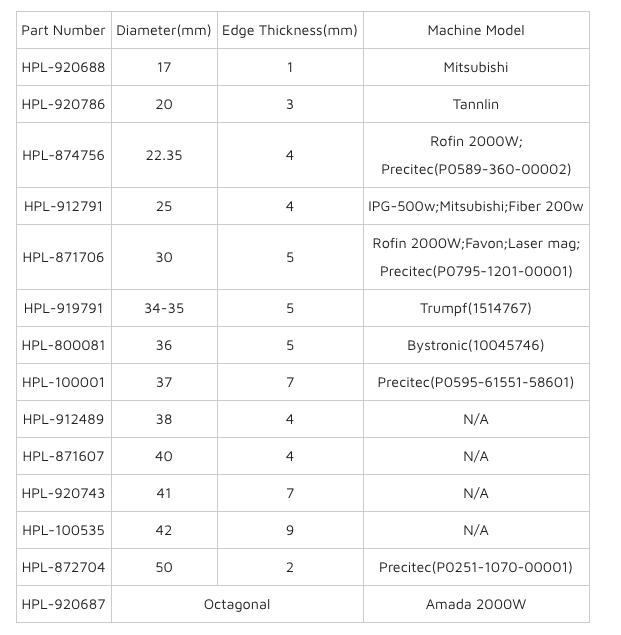 Part Number Diameter(mm) Edge Thickness(mm) Machine Model
HPL-920688 17 1 Mitsubishi
HPL-920786 20 3 Tannlin
HPL-874756 22.35 4 Rofin 2000W;
Precitec(P0589-360-00002)
HPL-912791 25 4 IPG-500w;Mitsubishi;Fiber 200w
HPL-871706 30 5 Rofin 2000W;Favon;Laser mag;
Precitec(P0795-1201-00001)
HPL-919791 34-35 5 Trumpf(1514767)
HPL-800081 36 5 Bystronic(10045746)
HPL-100001 37 7 Precitec(P0595-61551-58601)
HPL-912489 38 4 N/A
HPL-871607 40 4 N/A
HPL-920743 41 7 N/A
HPL-100535 42 9 N/A
HPL-872704 50 2 Precitec(P0251-1070-00001)
HPL-920687 Octagonal Amada 2000W